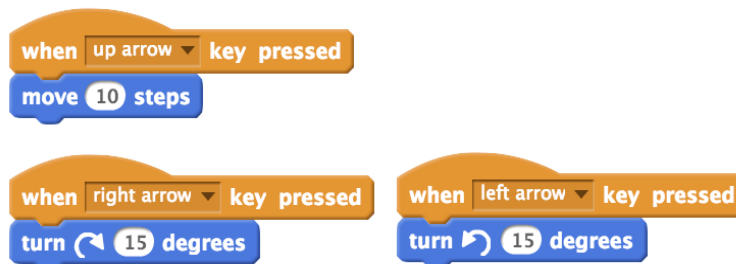 when up arrow key pressed
move 10 steps
when right arrow key pressed
turn 15 degrees
when left arrow key pressed
turn 15 degrees